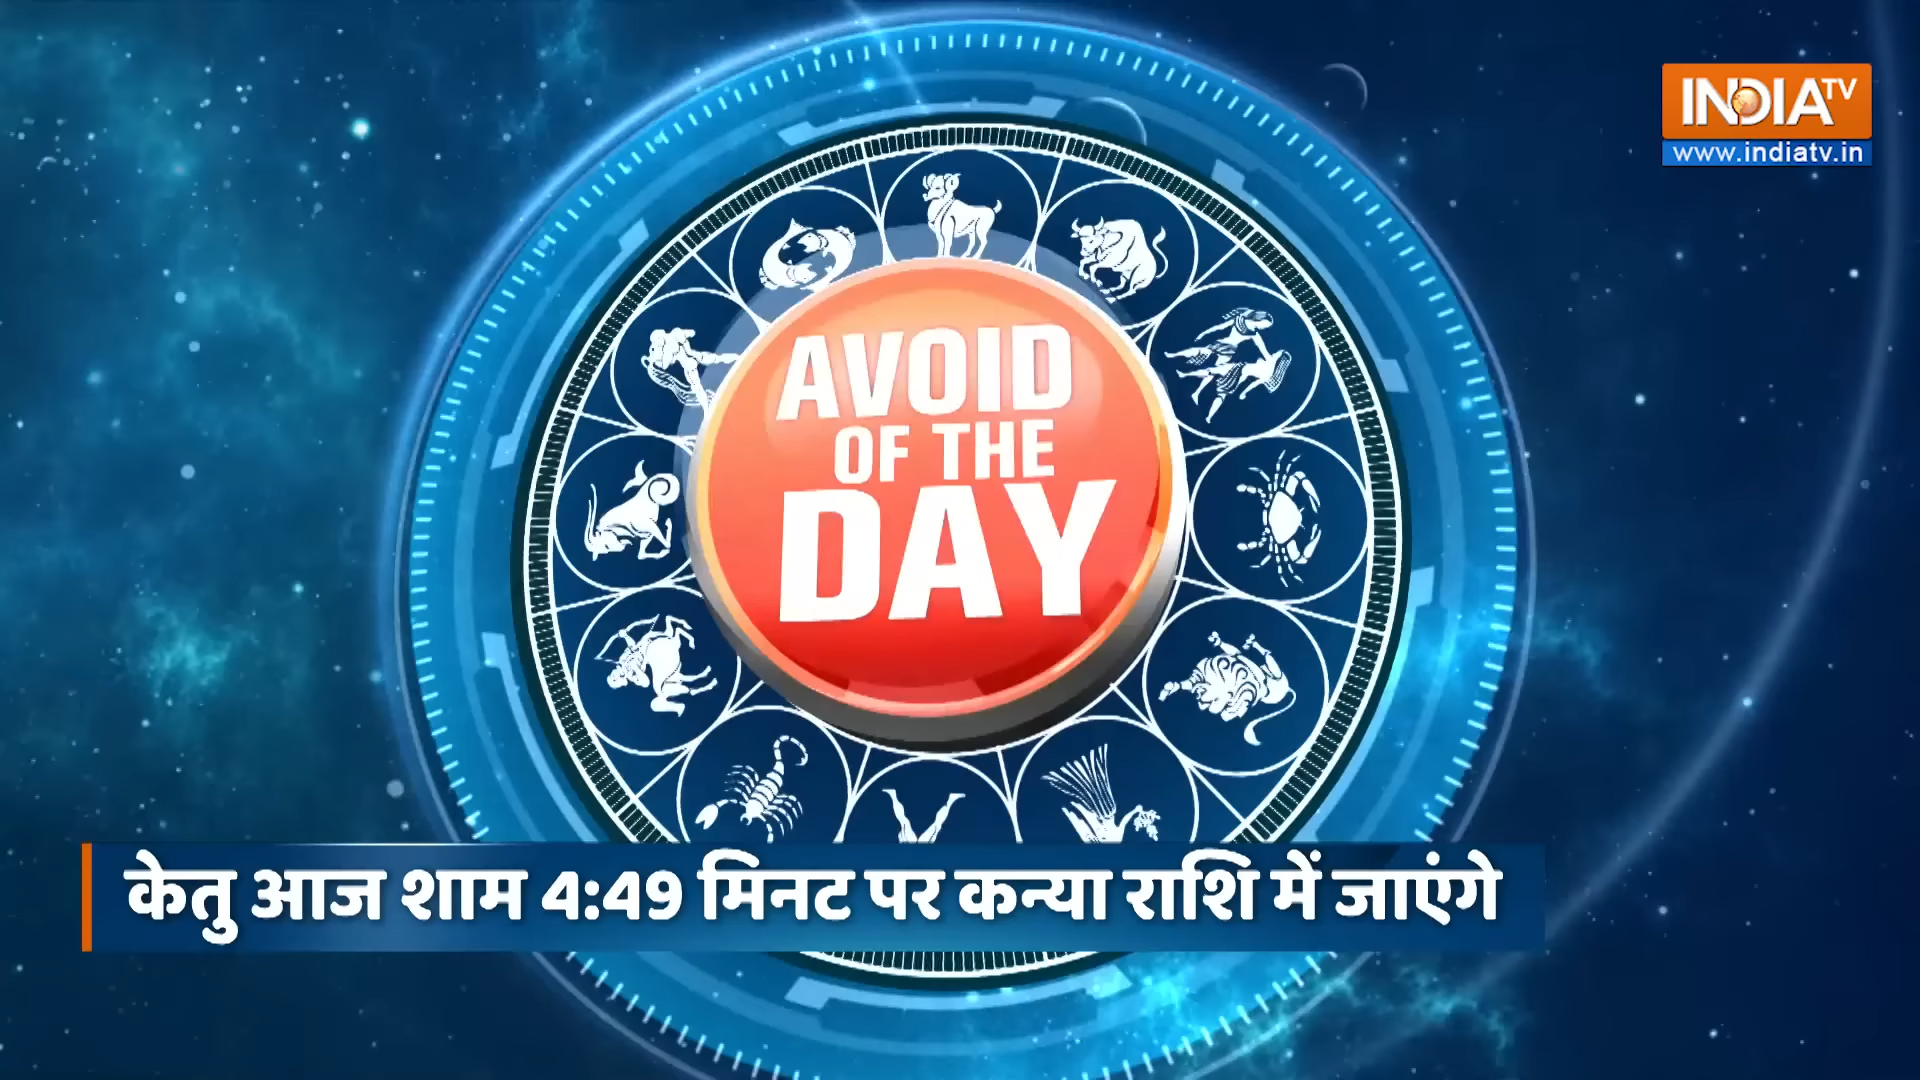 INDIA TV
www.indiatv.in
AVOID
OF THE
DAY
केतु आज शाम 4:49 मिनट पर कन्या राशि में जाएंगे